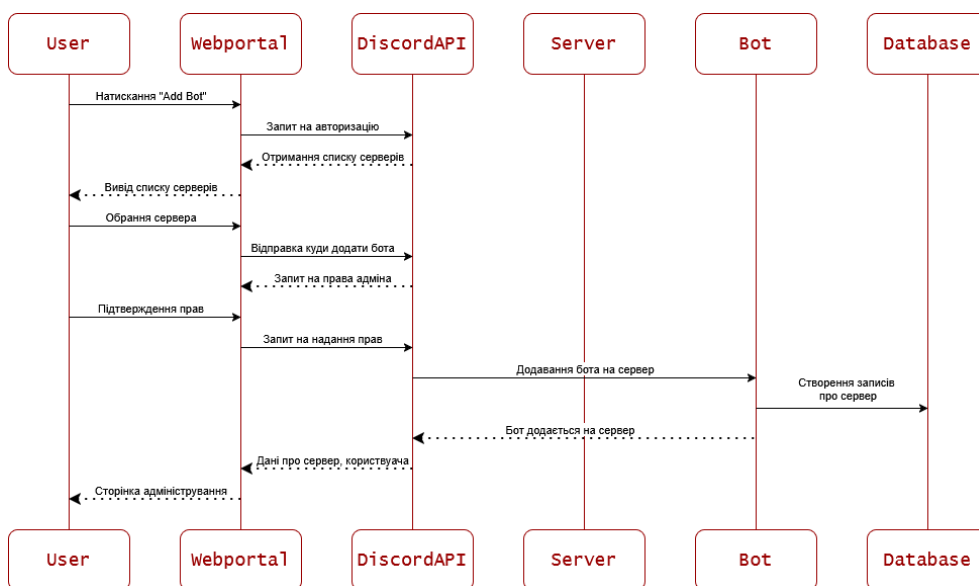 User
Webportal
DiscordAPI
Server
Bot
Database
Натискання "Add Bot"
Запит на авторизацію
Отримання списку серверів
Вивід списку серверів
Обрання сервера
Відправка куди додати бота
Запит на права адміна
Підтверждення прав
Запит на надання прав
Додавання бота на сервер
Створення записів
про сервер
Бот додається на сервер
Дані про сервер, користвуача
Сторінка адміністрування
User
Webportal
DiscordAPI
Server
Bot
Database